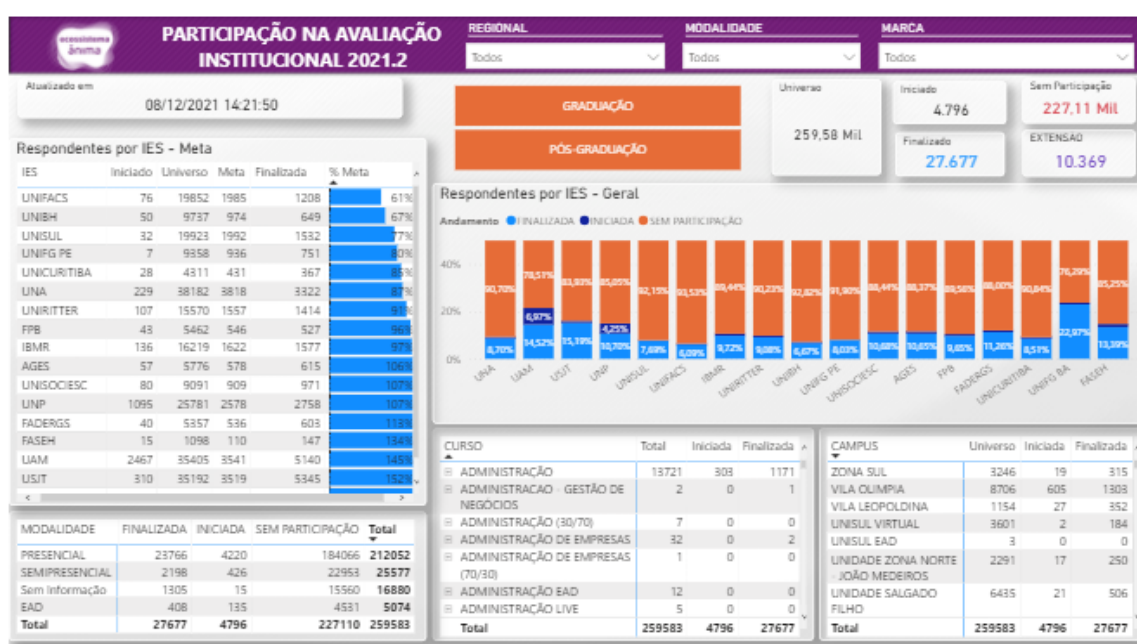 ecossistema
ânima
PARTICIPAÇÃO NA AVALIAÇÃO
INSTITUCIONAL 2021.2
REGIONAL
Todos
MODALIDADE
Todos
MARCA
Todos
Atualizado em
08/12/2021 14:21:50
GRADUAÇÃO
PÓS-GRADUAÇÃO
Universo
259,58 Mil
Iniciado
4.796
Finalizado
27.677
Sem Participação
227,11 Mil
EXTENSAO
10.369
Respondentes por IES - Meta
IES Iniciado Universo Meta Finalizada % Meta
UNIFACS 76 19852 1985 1208 61%
UNIBH 50 9737 974 649 67%
UNISUL 32 19923 1992 1532 77%
UNIFG PE 7 9358 936 751 80%
UNICURITIBA 28 4311 431 367 85%
UNA 229 38182 3818 3322 87%
UNIRITTER 107 15570 1557 1414 91%
FPB 43 5462 546 527 96%
IBMR 136 16219 1622 1577 97%
AGES 57 5776 578 615 106%
UNISOCIESC 80 9091 909 971 107%
UNP 1095 25781 2578 2758 107%
FADERGS 40 5357 536 603 113%
FASEH 15 1098 110 147 134%
UAM 2467 35405 3541 5140 145%
USJT 310 35192 3519 5345 152%
Respondentes por IES - Geral
Andamento FINALIZADA INICIADA SEM PARTICIPAÇÃO
40%
20%
0%
90,70% 78,51% 83,93% 85,05% 92,15% 93,53% 89,44% 90,23% 92,82% 91,90% 88,44% 88,37% 89,56% 88,00% 90,84% 76,29% 85,25%
6,97% 4,25%
8,70% 14,52% 15,19% 10,70% 7,69% 6,09% 9,72% 9,08% 6,67% 8,03% 10,68% 10,65% 9,65% 11,26% 8,51% 22,97% 13,39%
UNA UAM USJT UNP UNISUL UNIFACS IBMR UNIRITTER UNIBH UNIFG PE UNISOCIESC AGES FPB FADERGS UNICURITIBA UNIFG BA FASEH
MODALIDADE FINALIZADA INICIADA SEM PARTICIPAÇÃO Total
PRESENCIAL 23766 4220 184066 212052
SEMIPRESENCIAL 2198 426 22953 25577
Sem Informação 1305 15 15560 16880
EAD 408 135 4531 5074
Total 27677 4796 227110 259583
CURSO Total Iniciada Finalizada
ADMINISTRAÇÃO 13721 303 1171
ADMINISTRACAO - GESTÃO DE 2 0 1
NEGÓCIOS
ADMINISTRAÇÃO (30/70) 7 0 0
ADMINISTRAÇÃO DE EMPRESAS 32 0 2
ADMINISTRAÇÃO DE EMPRESAS 1 0 0
(70/30)
ADMINISTRAÇÃO EAD 12 0 0
ADMINISTRAÇÃO LIVE 5 0 0
Total 259583 4796 27677
CAMPUS Universo Iniciada Finalizada
ZONA SUL 3246 19 315
VILA OLIMPIA 8706 605 1303
VILA LEOPOLDINA 1154 27 352
UNISUL VIRTUAL 3601 2 184
UNISUL EAD 3 0 0
UNIDADE ZONA NORTE 2291 17 250
- JOÃO MEDEIROS
UNIDADE SALGADO 6435 21 506
FILHO
Total 259583 4796 27677